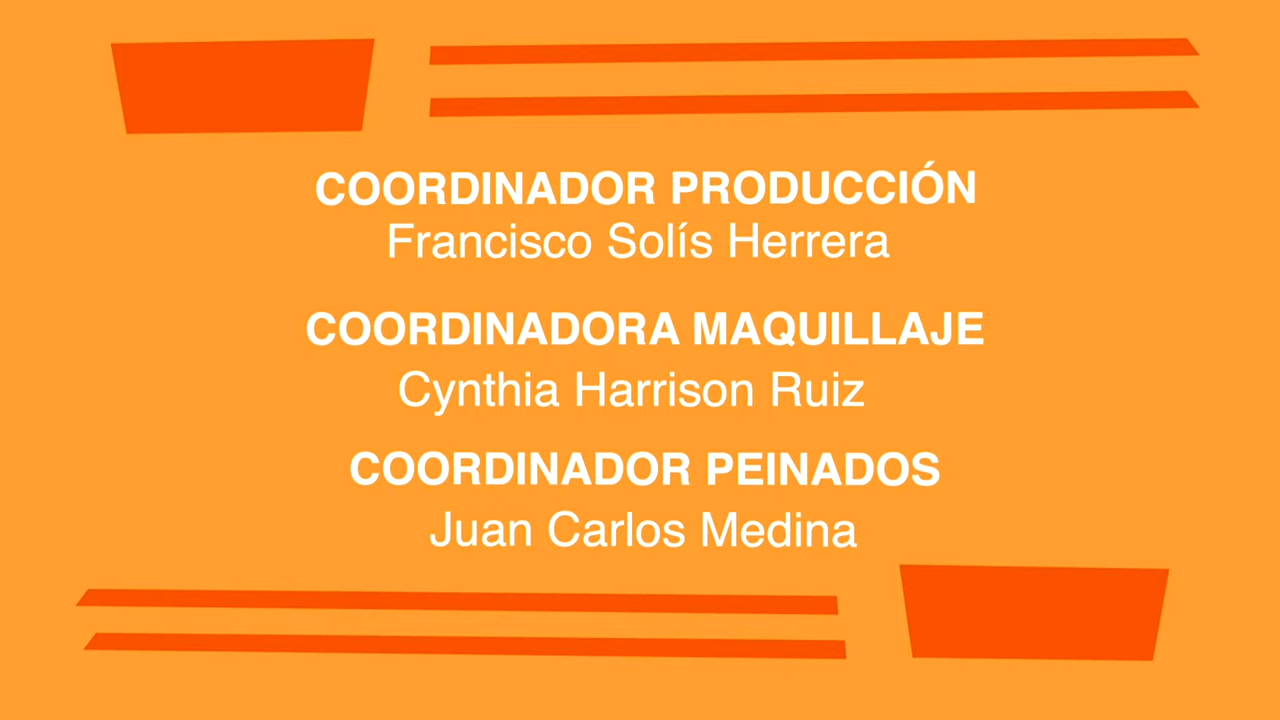 COORDINADOR PRODUCCIÓN
Francisco Solís Herrera
COORDINADORA MAQUILLAJE
Cynthia Harrison Ruiz
COORDINADOR PEINADOS
Juan Carlos Medina